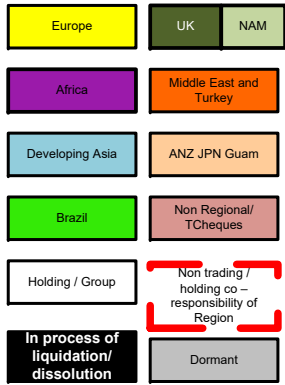 Europe
UK
NAM
Africa
Middle East and
Turkey
Developing Asia
ANZ JPN Guam
Brazil
Non Regional/
TCheques
Holding / Group
Non trading /
holding co –
responsibility of
Region
In process of
liquidation/
dissolution
Dormant